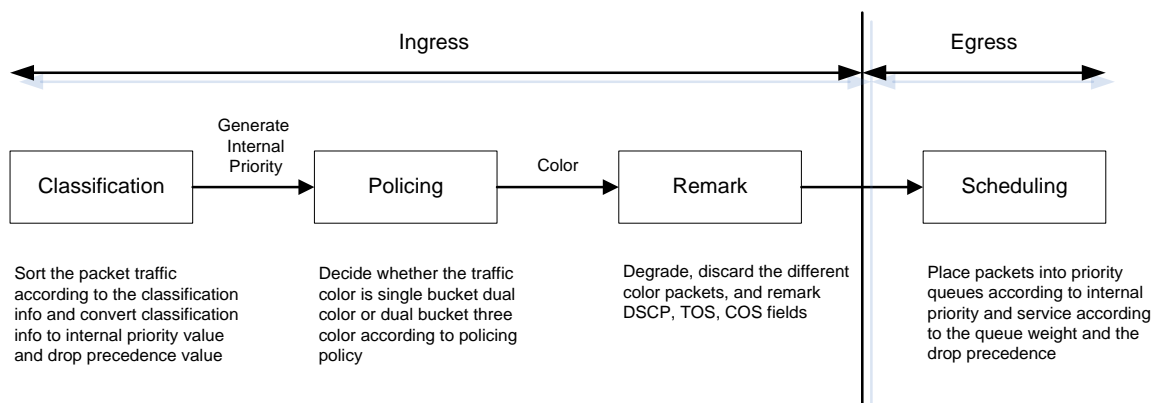 Ingress
Egress
Generate
Internal
Priority
Color
Classification
Policing
Remark
Scheduling
Sort the packet traffic
according to the classification
info and convert classification
info to internal priority value
and drop precedence value
Decide whether the traffic
color is single bucket dual
color or dual bucket three
color according to policing
policy
Degrade, discard the different
color packets, and remark
DSCP, TOS, COS fields
Place packets into priority
queues according to internal
priority and service according
to the queue weight and the
drop precedence